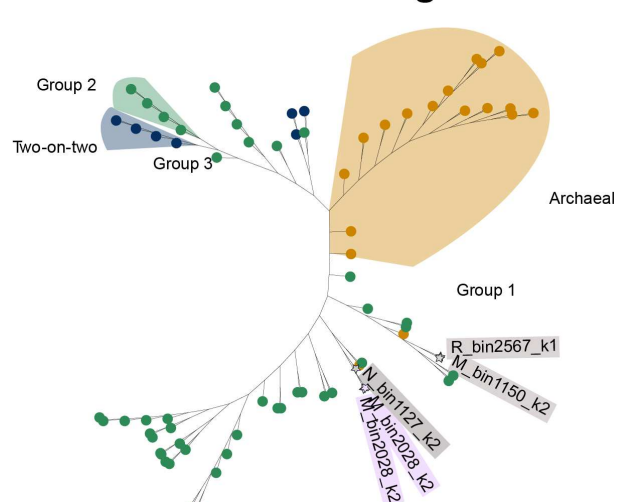 Group 2
Two-on-two
Group 3
Archaeal
Group 1
R_bin2567_k1
M_bin1150_k2
N_bin1127_k2
M_bin2028_k2
M_bin2028_k2